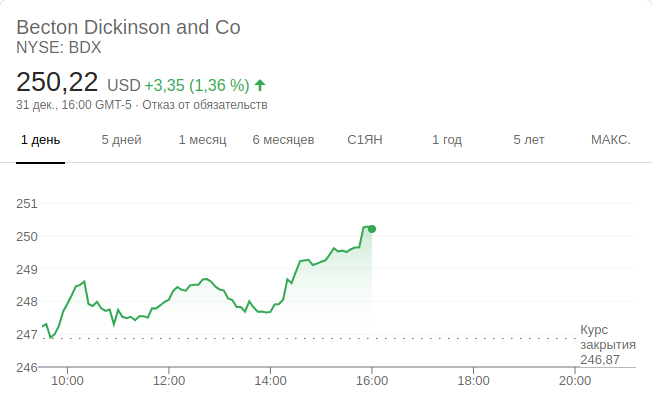 Becton Dickinson and Co
NYSE: BDX
250,22 USD +3,35 (1,36 %)
31 дек., 16:00 GMT-5 · Отказ от обязательств
1 день 5 дней 1 месяц 6 месяцев С1ЯН 1 год 5 лет МАКС.
251
250
249
248
247
246
Курс
закрытия
246,87
10:00 12:00 14:00 16:00 18:00 20:00